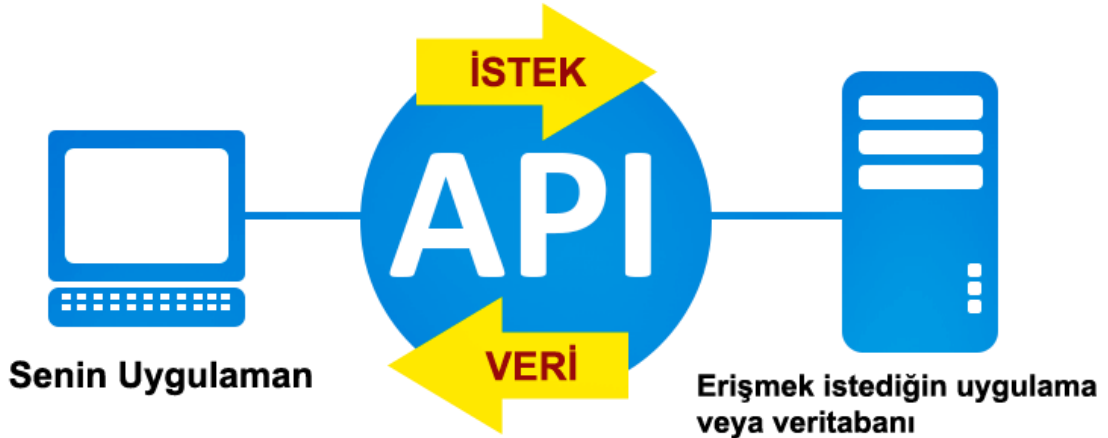 İSTEK
API
VERİ
Senin Uygulaman
Erişmek istediğin uygulama
veya veritabanı